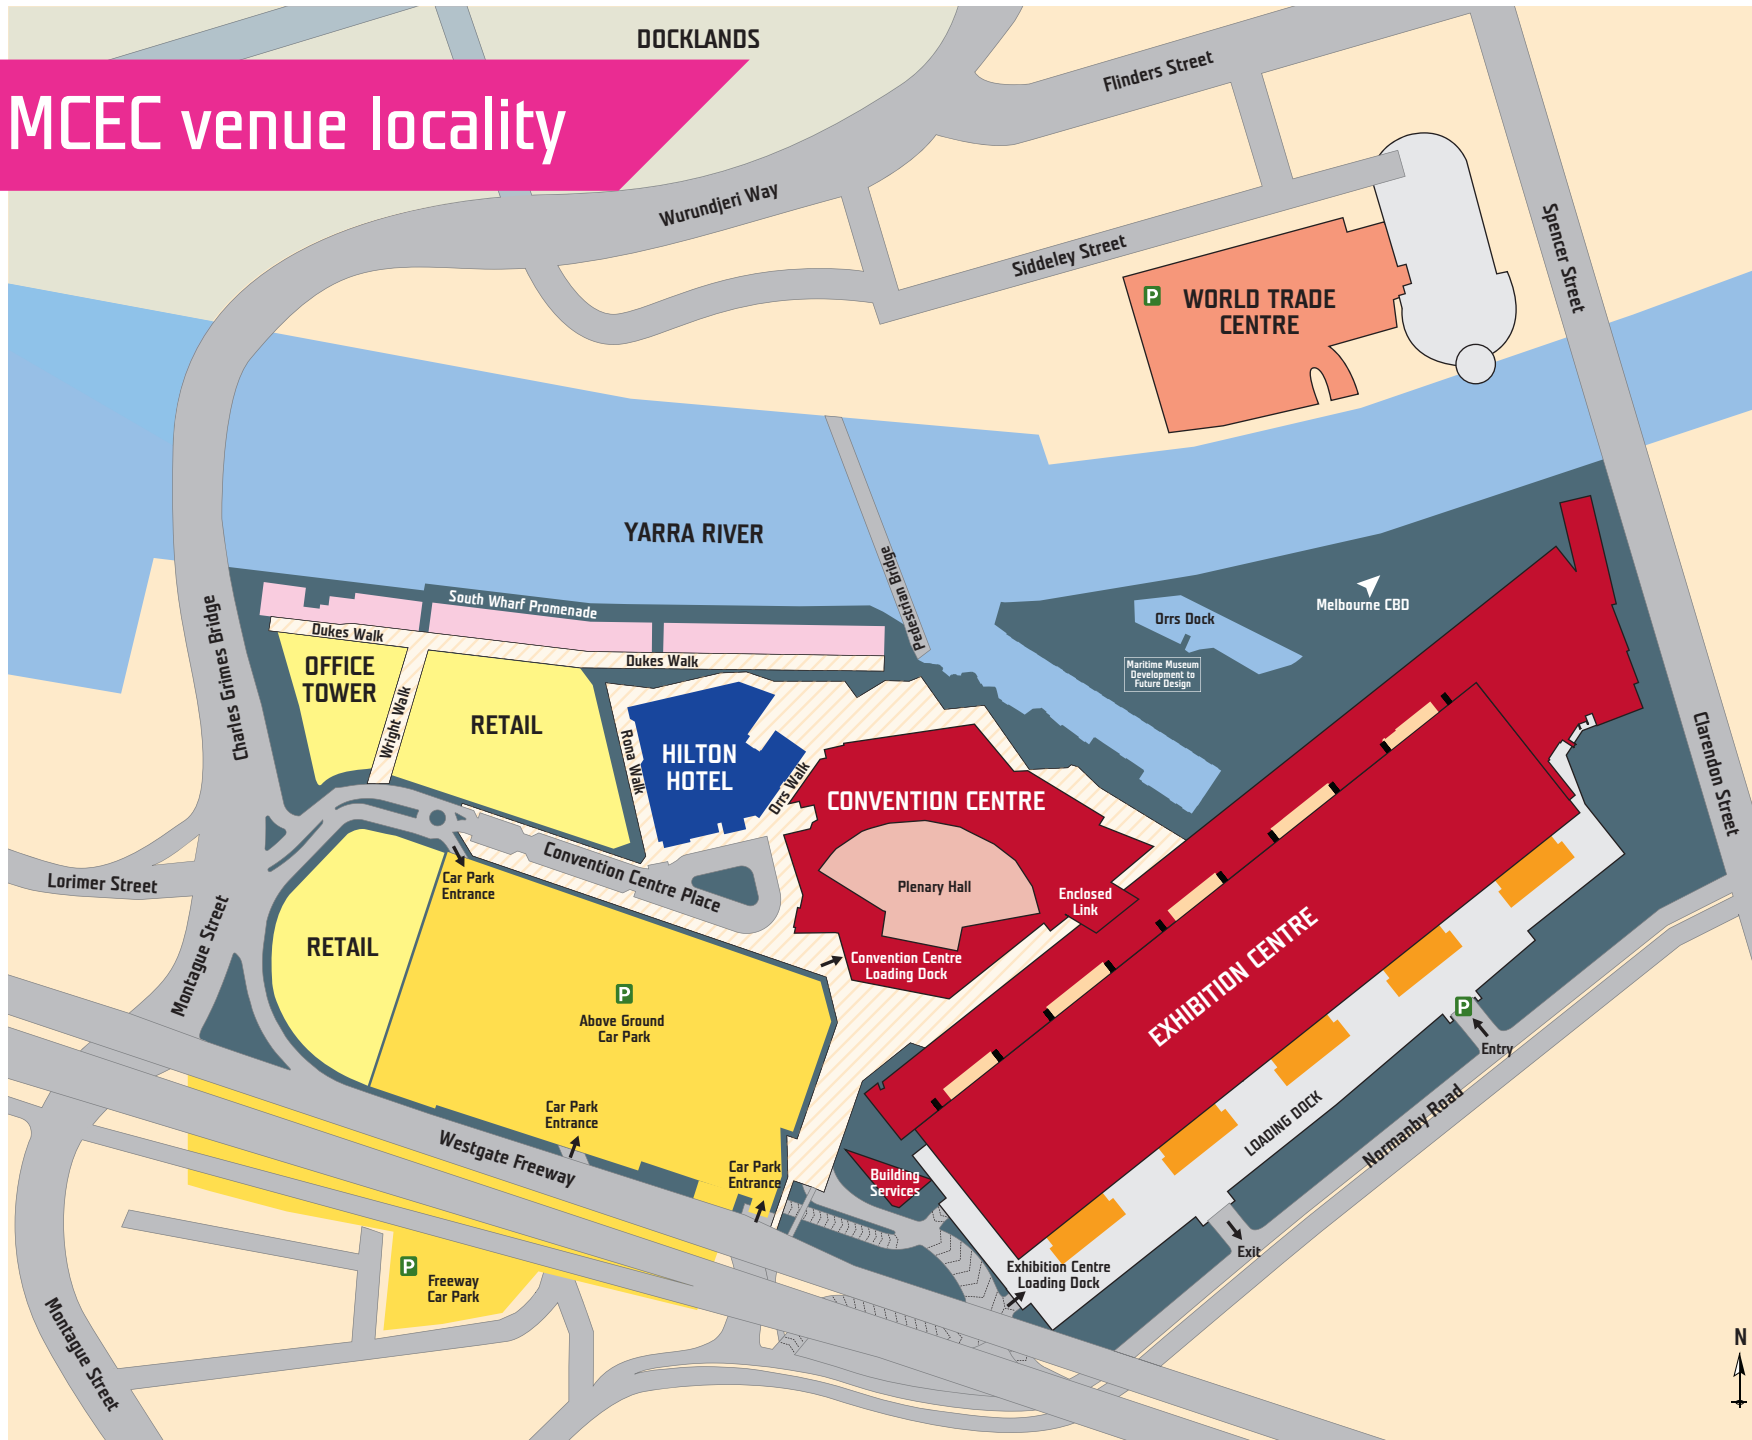 DOCKLANDS
MCEC venue locality
Flinders Street
Wurundjeri Way
Siddeley Street
Spencer Street
P
WORLD TRADE
CENTRE
YARRA RIVER
Pedestrian Bridge
Melbourne CBD
Orrs Dock
Maritime Museum
Development to
Future Design
South Wharf Promenade
Dukes Walk
Dukes Walk
Charles Grimes Bridge
OFFICE
TOWER
Wright Walk
RETAIL
Rona Walk
HILTON
HOTEL
Orrs Walk
CONVENTION CENTRE
Plenary Hall
Enclosed
Link
Convention Centre
Loading Dock
Clarendon Street
Convention Centre Place
Car Park
Entrance
Lorimer Street
Montague Street
RETAIL
P
Above Ground
Car Park
EXHIBITION CENTRE
P
Entry
LOADING DOCK
Normanby Road
Car Park
Entrance
Westgate Freeway
Car Park
Entrance
Building
Services
Exit
Exhibition Centre
Loading Dock
P
Freeway
Car Park
Montague Street
N